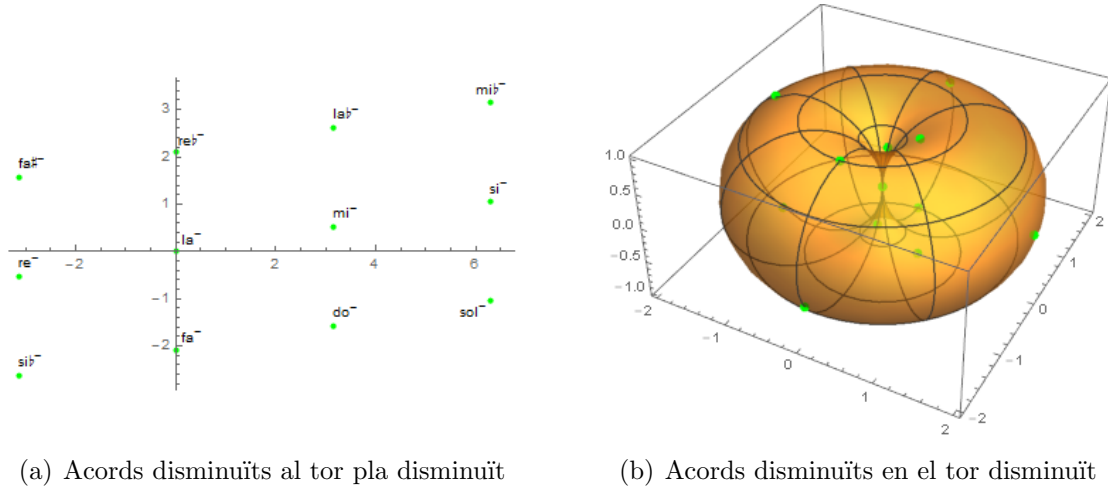 mi♭−
la♭−
3
re♭−
2
fa♯−
1
si−
mi−
la−
−2
2
4
6
re−
−1
do−
sol−
fa−
−2
si♭−
1.0
0.5
0.0
−0.5
−1.0
−2
−1
0
1
2
2
1
0
−1
−2
(a) Acords disminuïts al tor pla disminuït
(b) Acords disminuïts en el tor disminuït